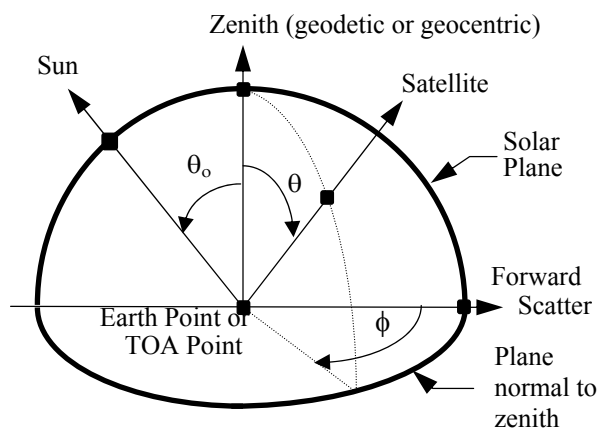 Zenith (geodetic or geocentric)
Sun
Satellite
Solar
Plane
θo
θ
Forward
Scatter
Earth Point or
TOA Point
ϕ
Plane
normal to
zenith